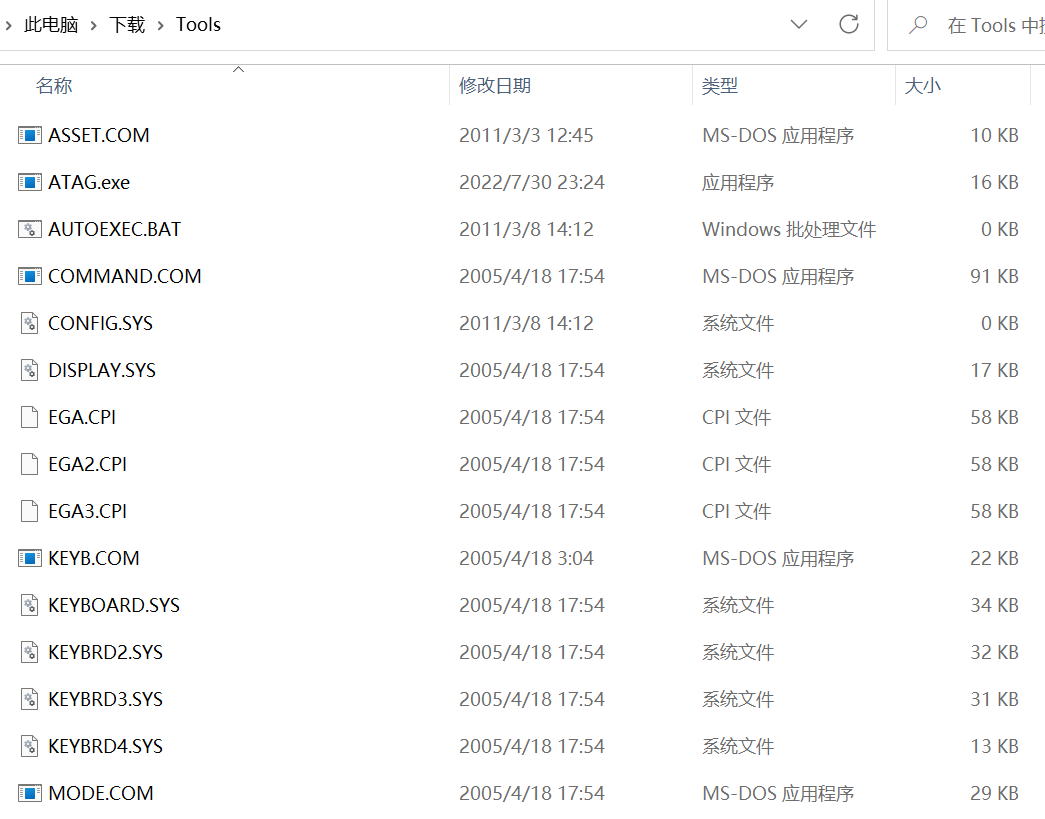 此电脑 下载 Tools 在 Tools 中
名称 修改日期 类型 大小
ASSET.COM 2011/3/3 12:45 MS-DOS 应用程序 10 KB
ATAG.exe 2022/7/30 23:24 应用程序 16 KB
AUTOEXEC.BAT 2011/3/8 14:12 Windows 批处理文件 0 KB
COMMAND.COM 2005/4/18 17:54 MS-DOS 应用程序 91 KB
CONFIG.SYS 2011/3/8 14:12 系统文件 0 KB
DISPLAY.SYS 2005/4/18 17:54 系统文件 17 KB
EGA.CPI 2005/4/18 17:54 CPI 文件 58 KB
EGA2.CPI 2005/4/18 17:54 CPI 文件 58 KB
EGA3.CPI 2005/4/18 17:54 CPI 文件 58 KB
KEYB.COM 2005/4/18 3:04 MS-DOS 应用程序 22 KB
KEYBOARD.SYS 2005/4/18 17:54 系统文件 34 KB
KEYBRD2.SYS 2005/4/18 17:54 系统文件 32 KB
KEYBRD3.SYS 2005/4/18 17:54 系统文件 31 KB
KEYBRD4.SYS 2005/4/18 17:54 系统文件 13 KB
MODE.COM 2005/4/18 17:54 MS-DOS 应用程序 29 KB